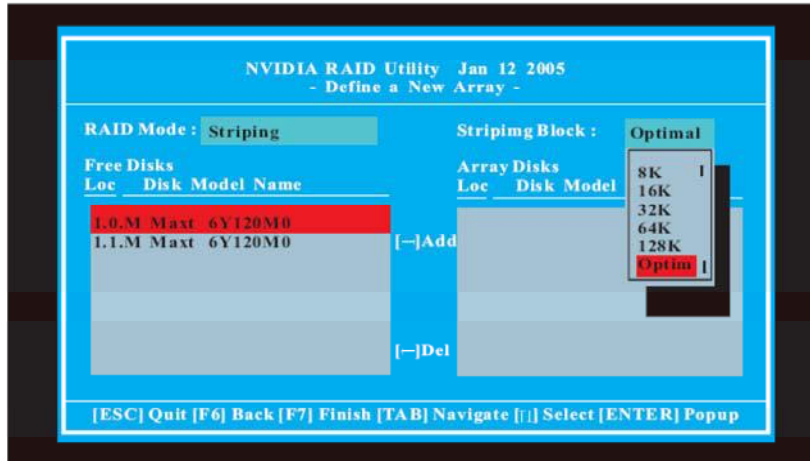 NVIDIA RAID Utility Jan 12 2005
- Define a New Array -
RAID Mode : Striping
Stripimg Block : Optimal
Free Disks
Loc Disk Model Name
Array Disks
Loc Disk Model
8K
16K
32K
64K
128K
Optim
1.0.M Maxt 6Y120M0
1.1.M Maxt 6Y120M0
[—]Add
[—]Del
[ESC] Quit [F6] Back [F7] Finish [TAB] Navigate [↑↓] Select [ENTER] Popup